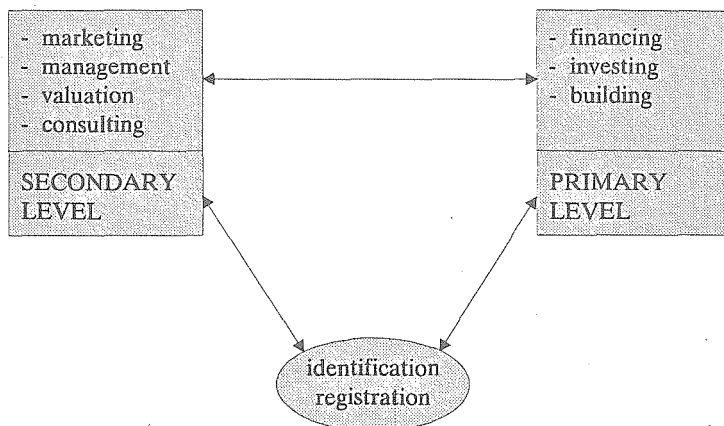 - marketing
- management
- valuation
- consulting
SECONDARY
LEVEL
- financing
- investing
- building
PRIMARY
LEVEL
identification
registration